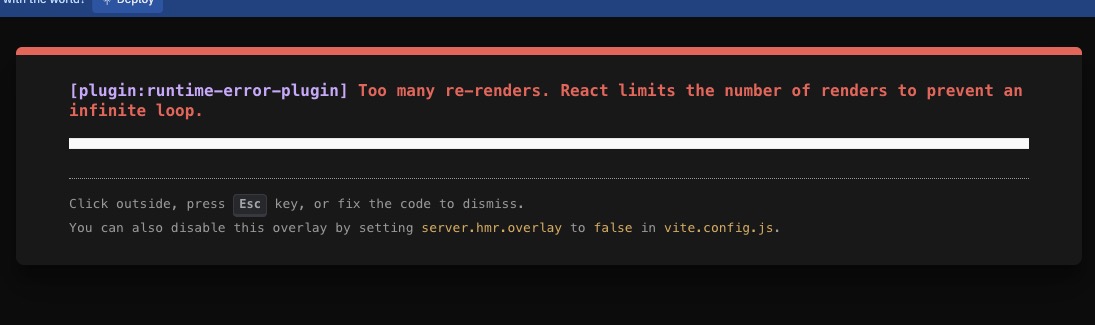 with the world? Deploy
[plugin:runtime-error-plugin] Too many re-renders. React limits the number of renders to prevent an
infinite loop.
Click outside, press Esc key, or fix the code to dismiss.
You can also disable this overlay by setting server.hmr.overlay to false in vite.config.js.